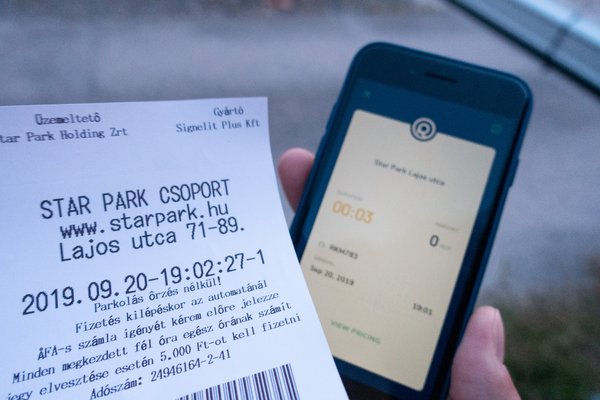 Üzemeltető
Star Park Holding Zrt
Gyártó
Signelit Plus Kft
STAR PARK CSOPORT
www.starpark.hu
Lajos utca 71-89.
2019.09.20-19:02:27-1
Parkolás őrzés nélkül!
Fizetés kilépéskor az automatánál
ÁFA-s számla igényét kérem előre jelezze
Minden megkezdett fél óra egész órának számít
jegy elvesztése esetén 5.000 Ft-ot kell fizetni
Adószám: 24946164-2-41
Star Park Lajos utca
DURATION
00:03
0
Sep 20, 2019
19:01
VIEW PRICING